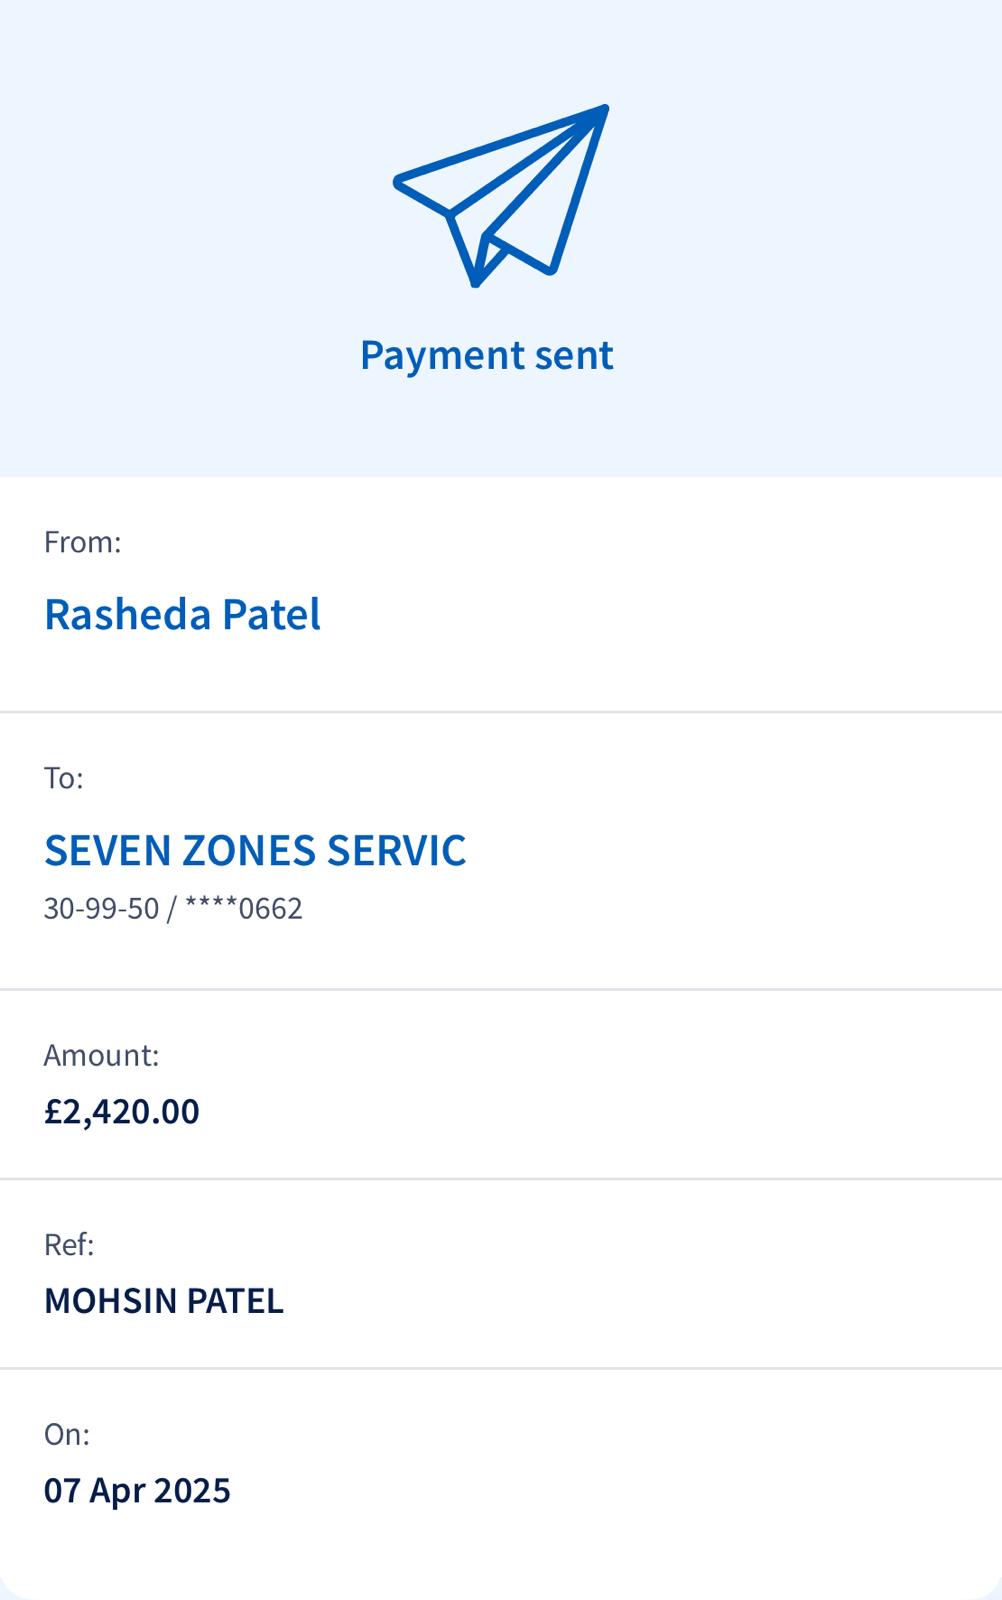 Payment sent
From:
Rasheda Patel
To:
SEVEN ZONES SERVIC
30-99-50 / ****0662
Amount:
£2,420.00
Ref:
MOHSIN PATEL
On:
07 Apr 2025